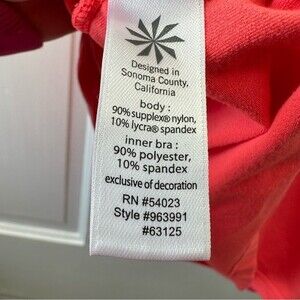 Designed in
Sonoma County,
California
body :
90% supplex® nylon,
10% lycra® spandex
inner bra :
90% polyester,
10% spandex
exclusive of decoration
RN #54023
Style #963991
#63125